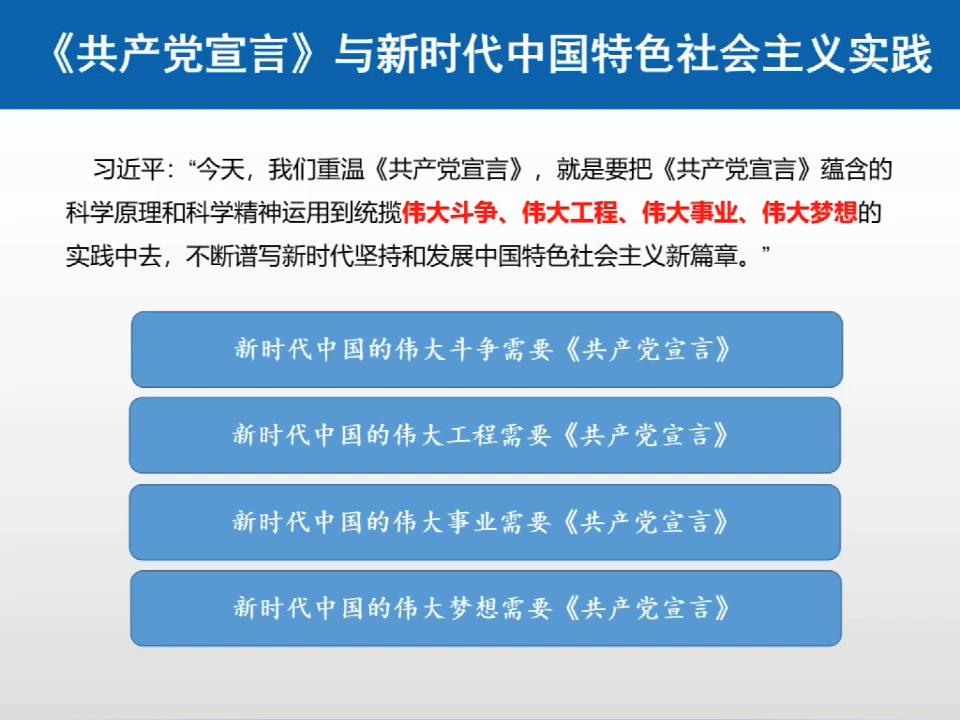 《共产党宣言》与新时代中国特色社会主义实践
习近平：“今天，我们重温《共产党宣言》，就是要把《共产党宣言》蕴含的
科学原理和科学精神运用到统揽伟大斗争、伟大工程、伟大事业、伟大梦想的
实践中去，不断谱写新时代坚持和发展中国特色社会主义新篇章。”
新时代中国的伟大斗争需要《共产党宣言》
新时代中国的伟大工程需要《共产党宣言》
新时代中国的伟大事业需要《共产党宣言》
新时代中国的伟大梦想需要《共产党宣言》